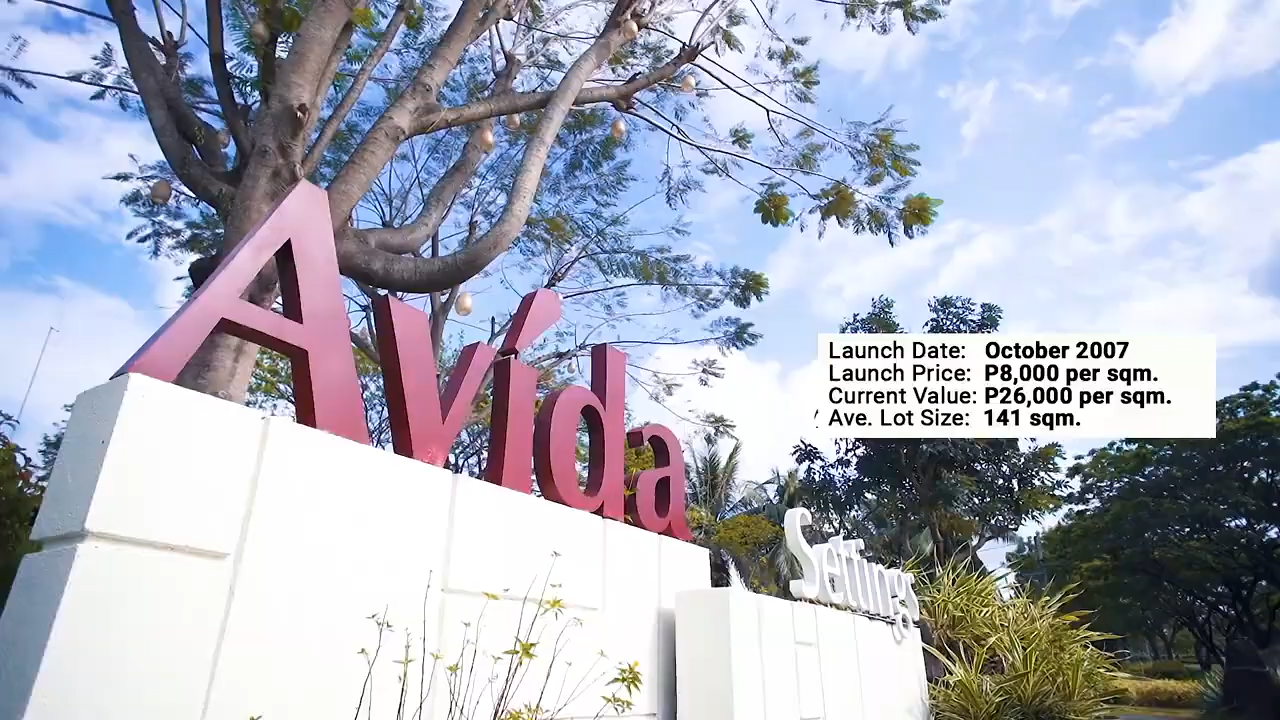 Avida
Settings
Launch Date: October 2007
Launch Price: P8,000 per sqm.
Current Value: P26,000 per sqm.
Ave. Lot Size: 141 sqm.